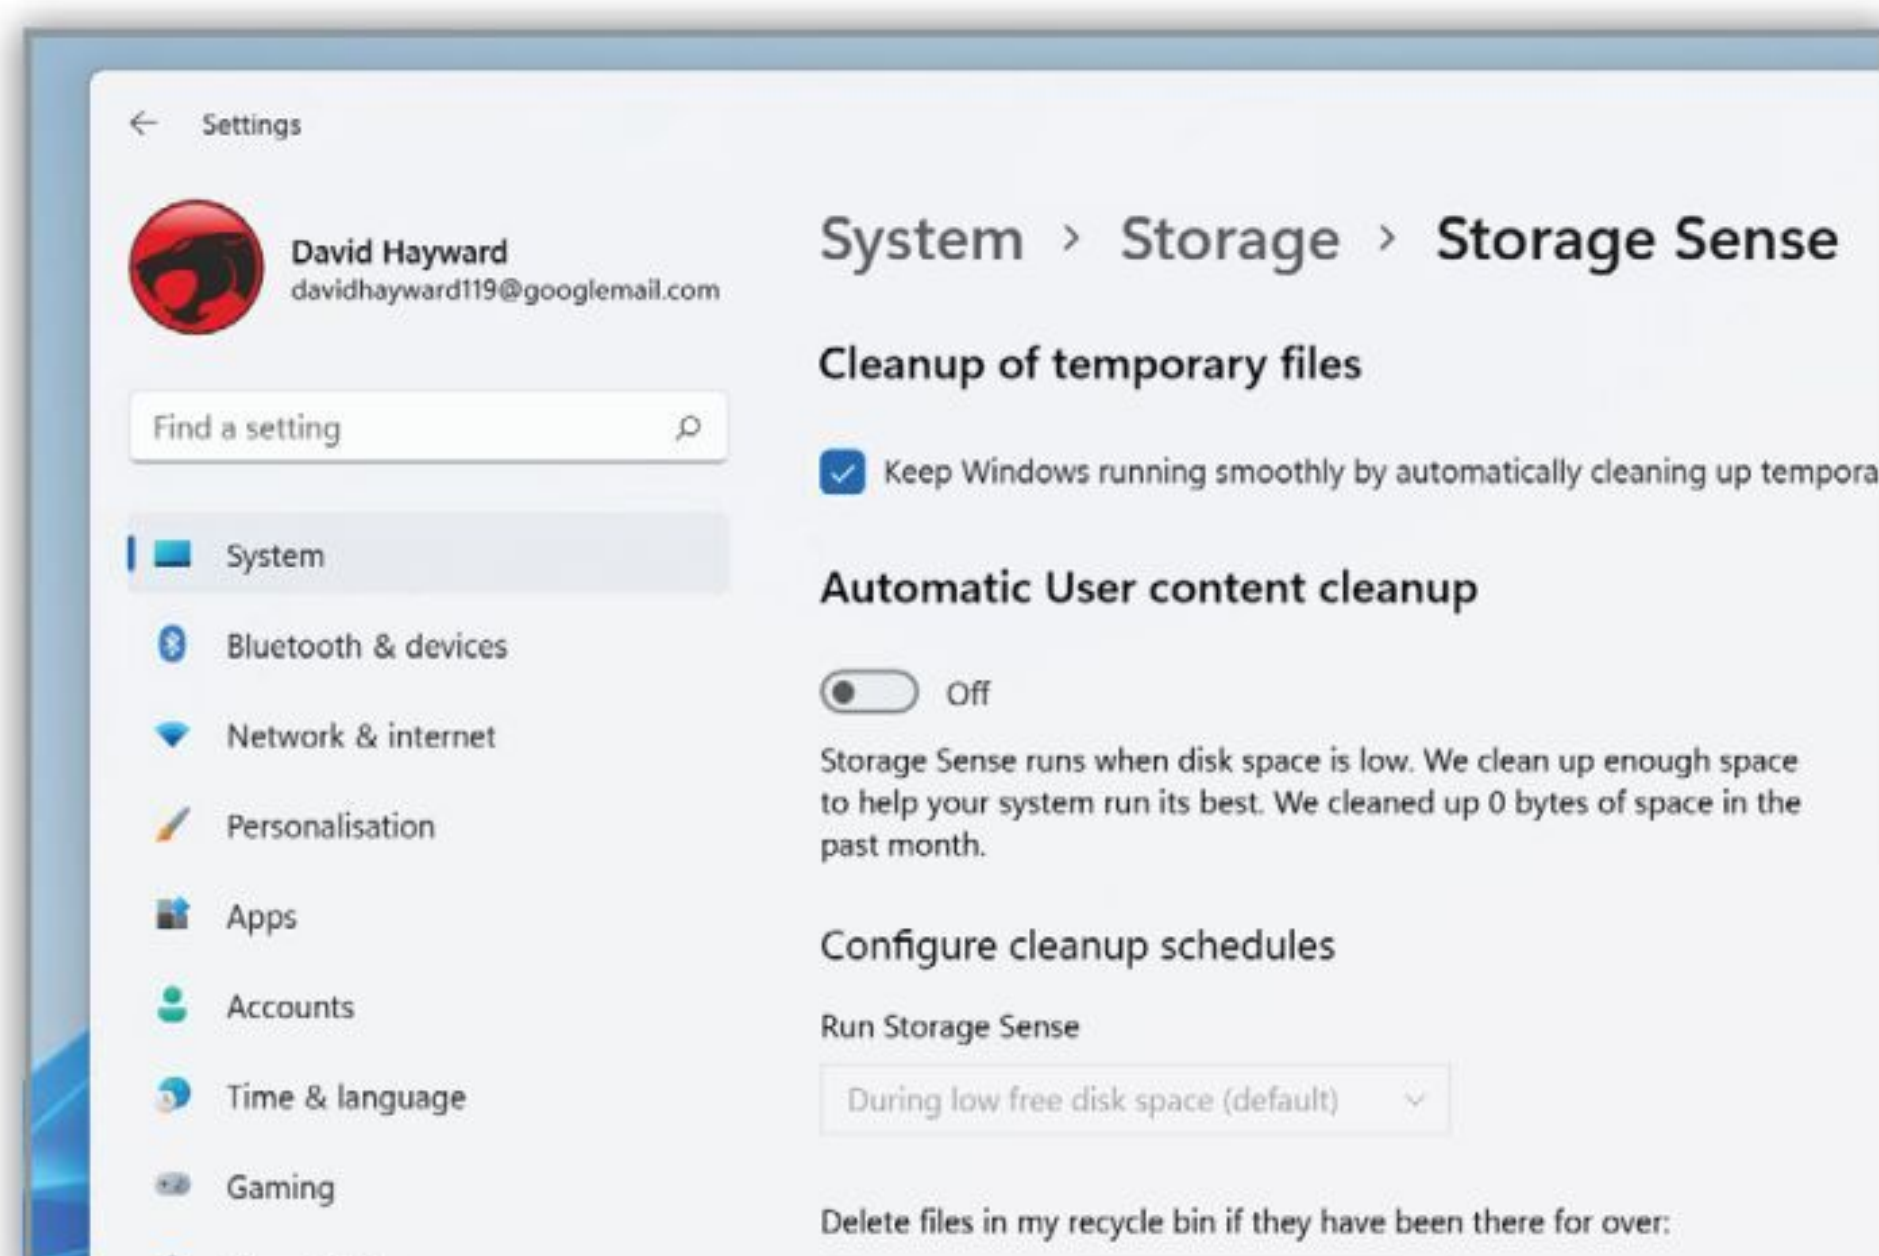 Settings
David Hayward
davidhayward119@googlemail.com
Find a setting
System
Bluetooth & devices
Network & internet
Personalisation
Apps
Accounts
Time & language
Gaming
System > Storage > Storage Sense
Cleanup of temporary files
Keep Windows running smoothly by automatically cleaning up tempora
Automatic User content cleanup
Off
Storage Sense runs when disk space is low. We clean up enough space
to help your system run its best. We cleaned up 0 bytes of space in the
past month.
Configure cleanup schedules
Run Storage Sense
During low free disk space (default)
Delete files in my recycle bin if they have been there for over: